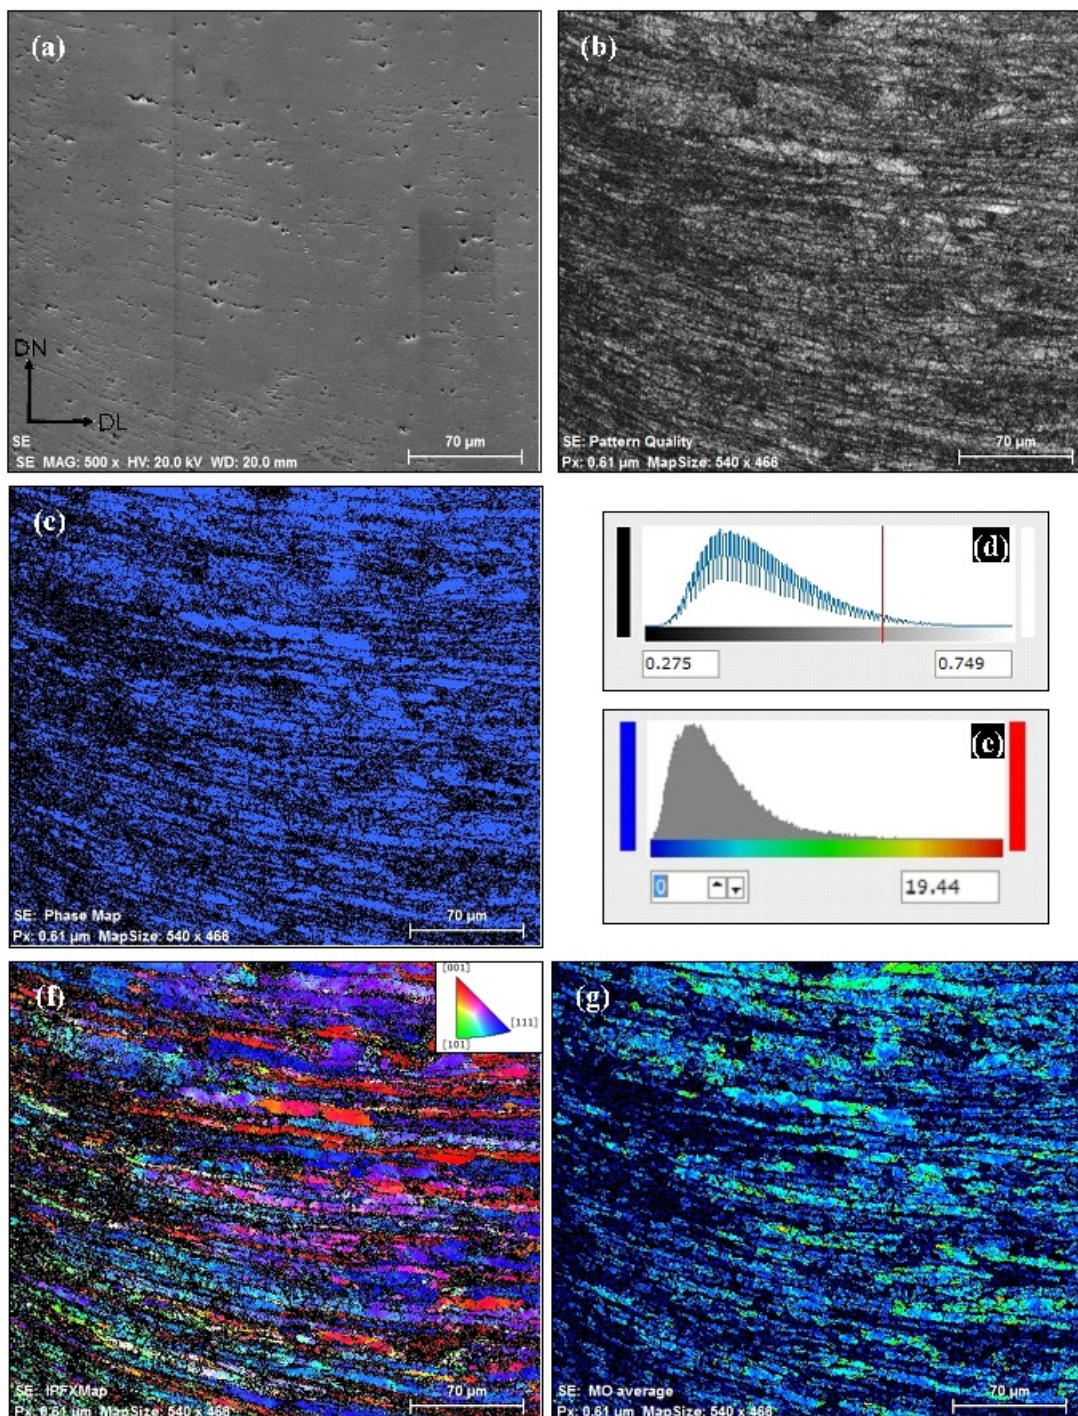 (a)
DN
DL
SE
70 µm
SE MAG: 500 x HV: 20.0 kV WD: 20.0 mm
(b)
SE: Pattern Quality
70 µm
Px: 0.61 µm MapSize: 540 x 466
(c)
SE: Phase Map
70 µm
Px: 0.61 µm MapSize: 540 x 466
(d)
0.275
0.749
(e)
0
19.44
(f)
[001]
[111]
[101]
SE: IPFXMap
70 µm
Px: 0.61 µm MapSize: 540 x 466
(g)
SE: MO average
70 µm
Px: 0.61 µm MapSize: 540 x 466